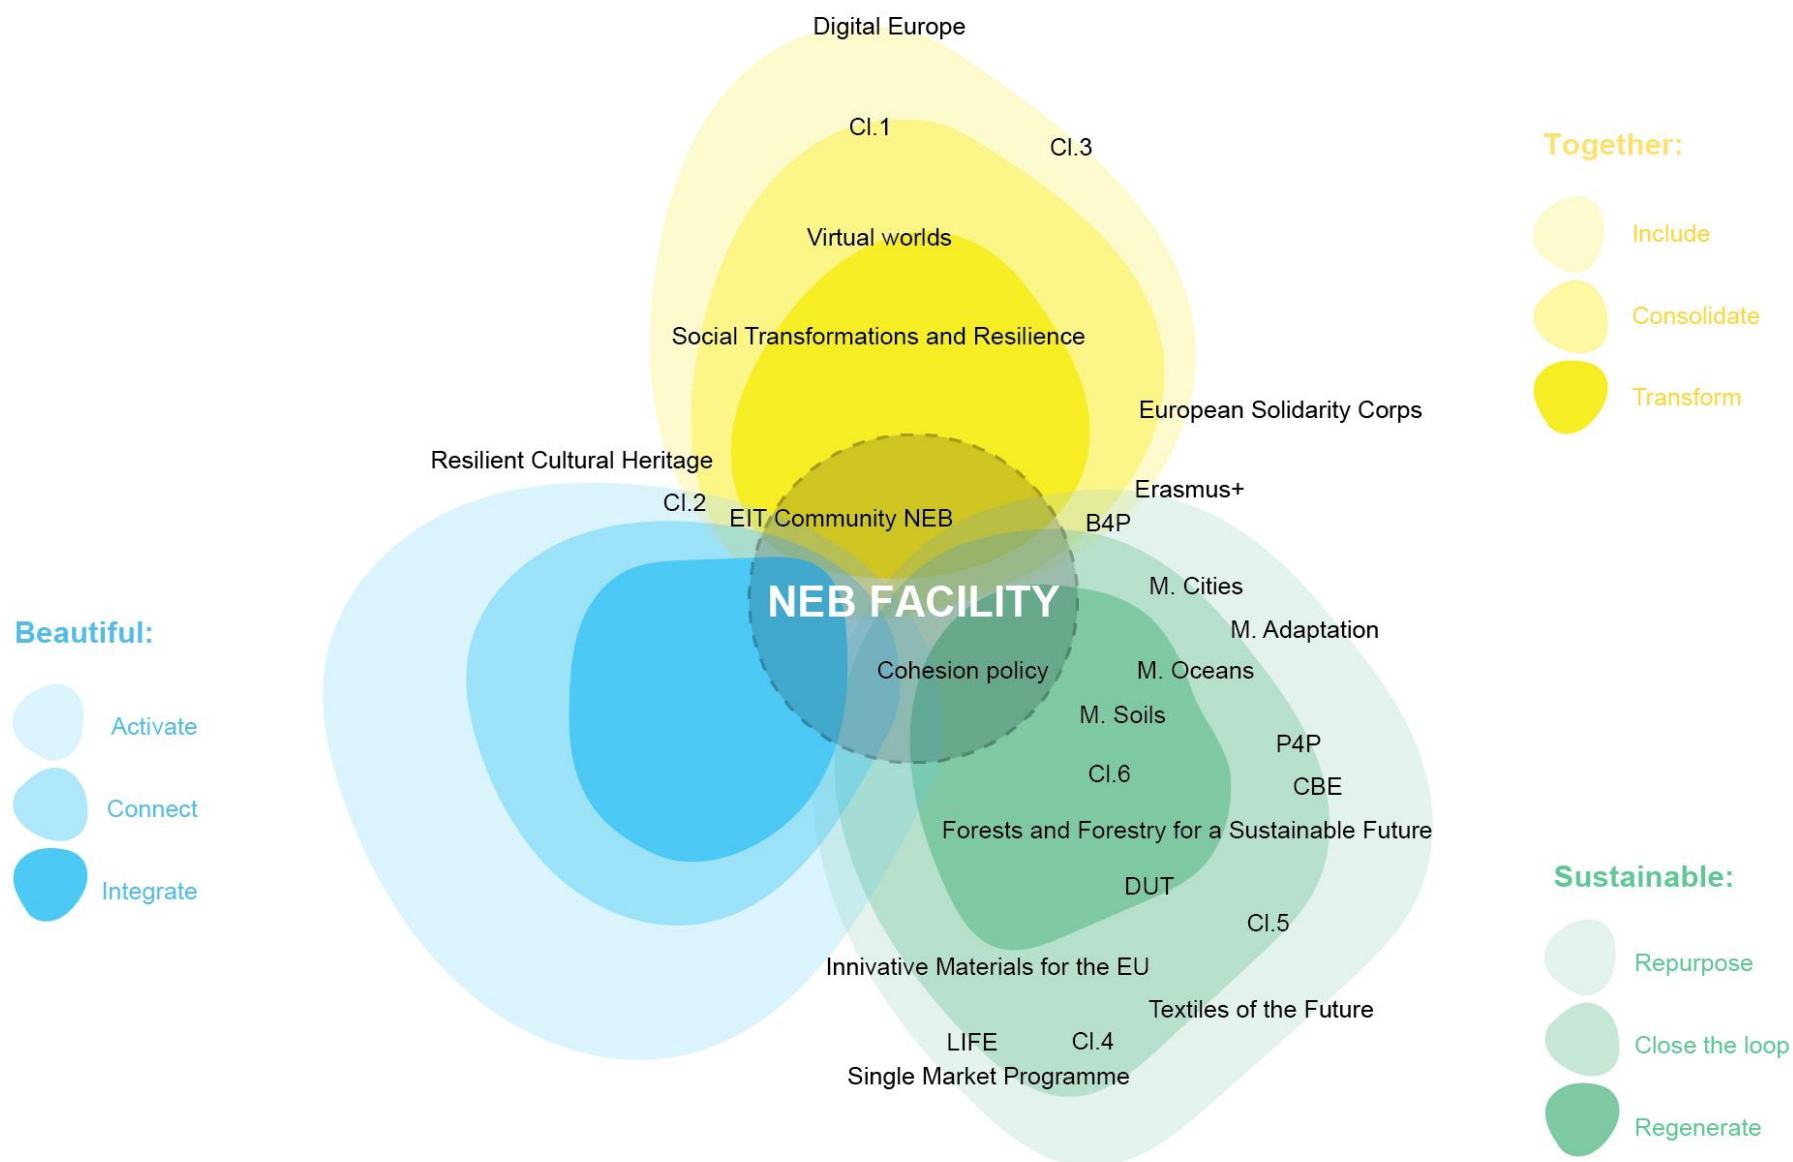 Digital Europe
Cl.1
Cl.3
Virtual worlds
Social Transformations and Resilience
European Solidarity Corps
Resilient Cultural Heritage
Cl.2
EIT Community NEB
Erasmus+
B4P
NEB FACILITY
M. Cities
M. Adaptation
Cohesion policy
M. Oceans
M. Soils
P4P
Cl.6
CBE
Forests and Forestry for a Sustainable Future
DUT
Cl.5
Innivative Materials for the EU
Textiles of the Future
LIFE
Cl.4
Single Market Programme
Together:
Include
Consolidate
Transform
Beautiful:
Activate
Connect
Integrate
Sustainable:
Repurpose
Close the loop
Regenerate